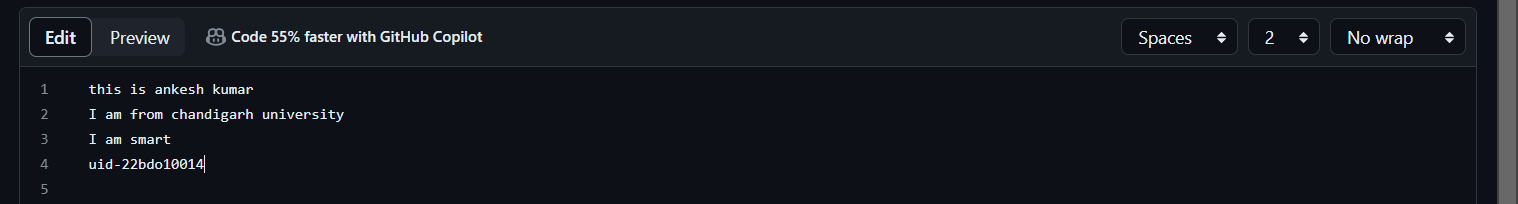 Edit Preview Code 55% faster with GitHub Copilot Spaces 2 No wrap
1 this is ankesh kumar
2 I am from chandigarh university
3 I am smart
4 uid-22bdo10014
5